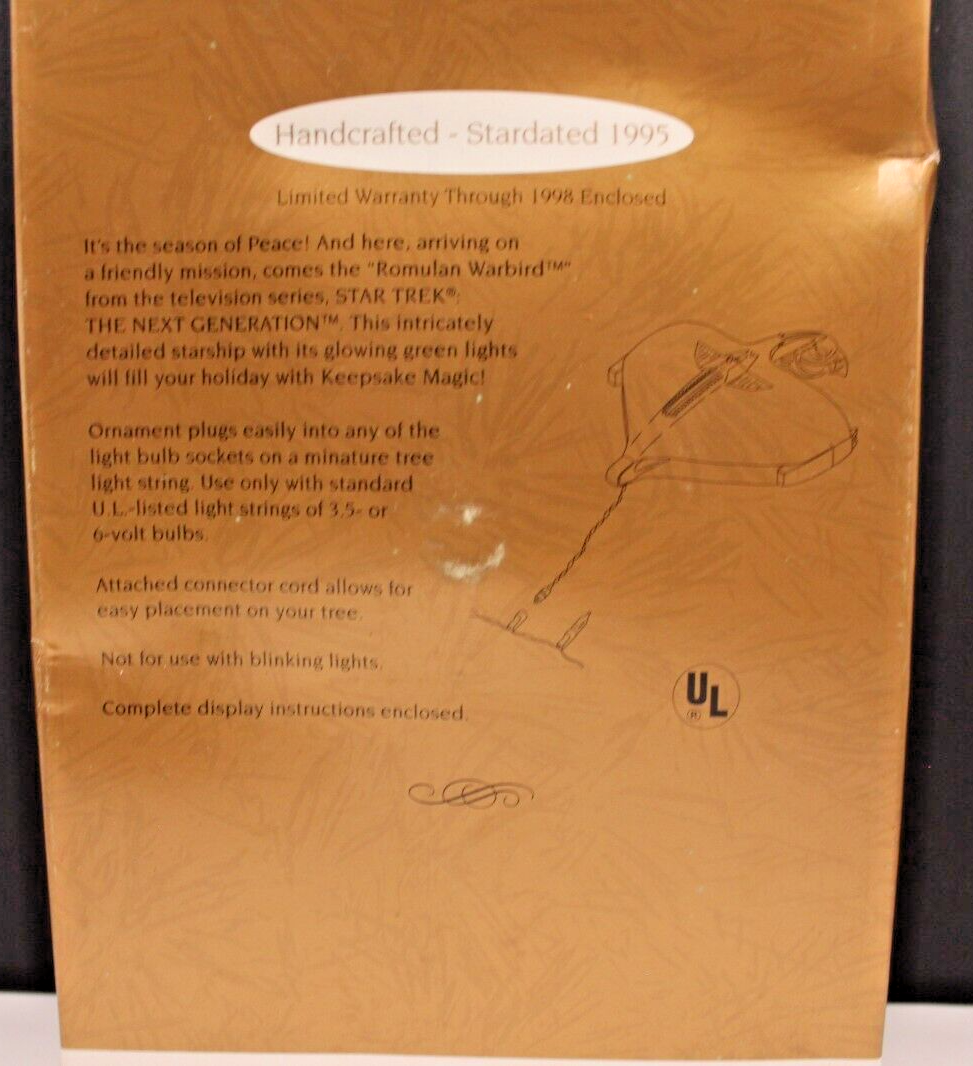 Handcrafted - Stardated 1995
Limited Warranty Through 1998 Enclosed
It's the season of Peace! And here, arriving on
a friendly mission, comes the "Romulan Warbird™"
from the television series, STAR TREK®:
THE NEXT GENERATION™. This intricately
detailed starship with its glowing green lights
will fill your holiday with Keepsake Magic!
Ornament plugs easily into any of the
light bulb sockets on a minature tree
light string. Use only with standard
U.L.-listed light strings of 3.5- or
6-volt bulbs.
Attached connector cord allows for
easy placement on your tree.
Not for use with blinking lights.
Complete display instructions enclosed.
UL
®